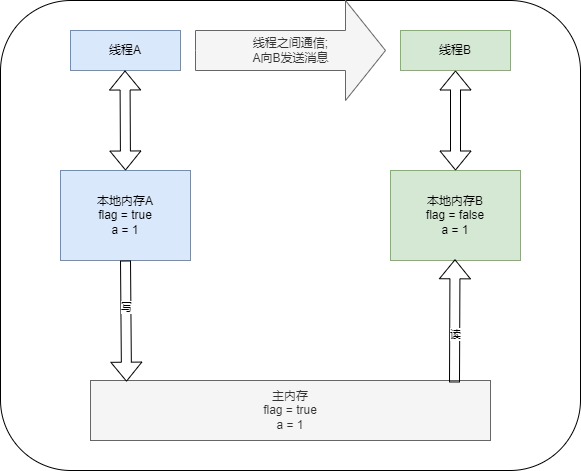 线程A
线程之间通信;
A向B发送消息
线程B
本地内存A
flag = true
a = 1
本地内存B
flag = false
a = 1
写
读
主内存
flag = true
a = 1